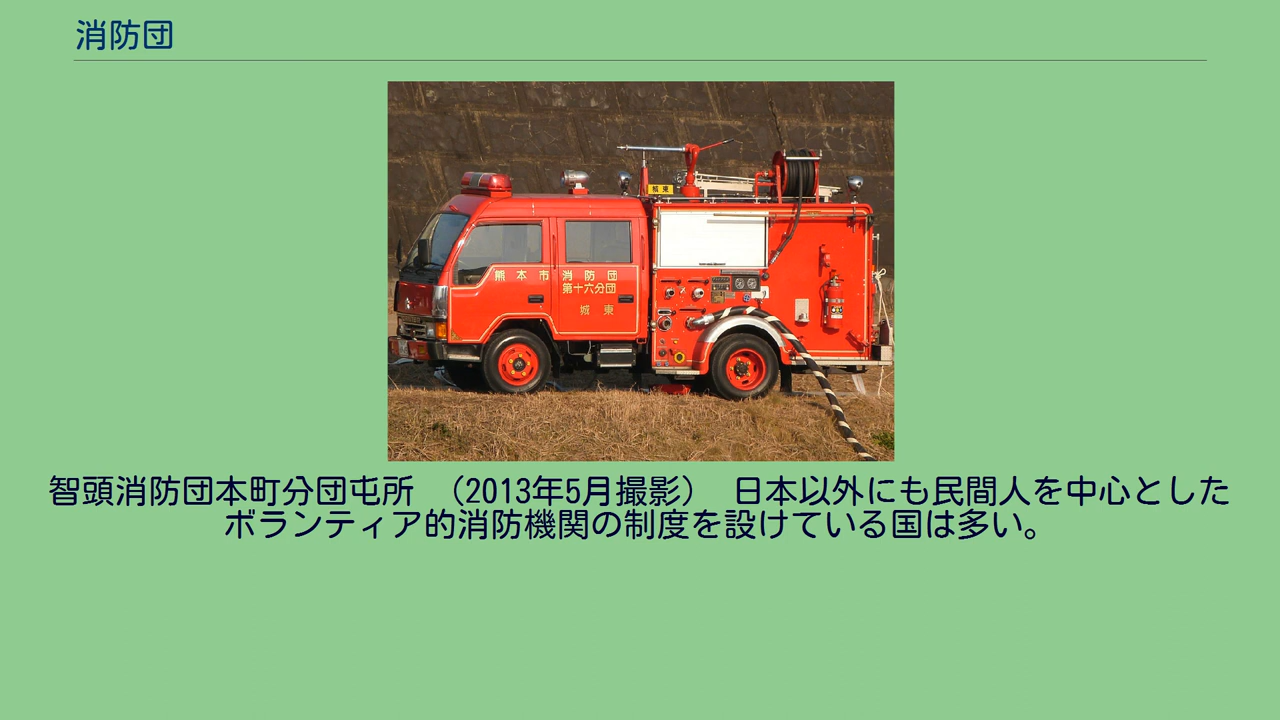 消防団
城東
熊本市消防団
第十六分団
城東
智頭消防団本町分団屯所 （2013年5月撮影） 日本以外にも民間人を中心とした
ボランティア的消防機関の制度を設けている国は多い。